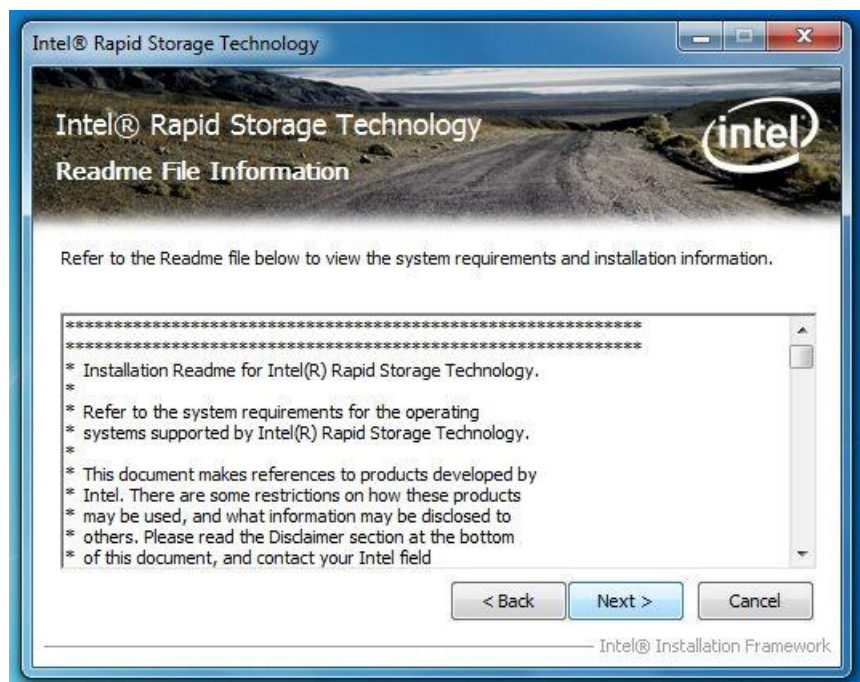 Intel® Rapid Storage Technology
Intel® Rapid Storage Technology
intel
Readme File Information
Refer to the Readme file below to view the system requirements and installation information.
************************************************************
************************************************************
* Installation Readme for Intel(R) Rapid Storage Technology.
*
* Refer to the system requirements for the operating
* systems supported by Intel(R) Rapid Storage Technology.
*
* This document makes references to products developed by
* Intel. There are some restrictions on how these products
* may be used, and what information may be disclosed to
* others. Please read the Disclaimer section at the bottom
* of this document, and contact your Intel field
< Back Next > Cancel
Intel® Installation Framework